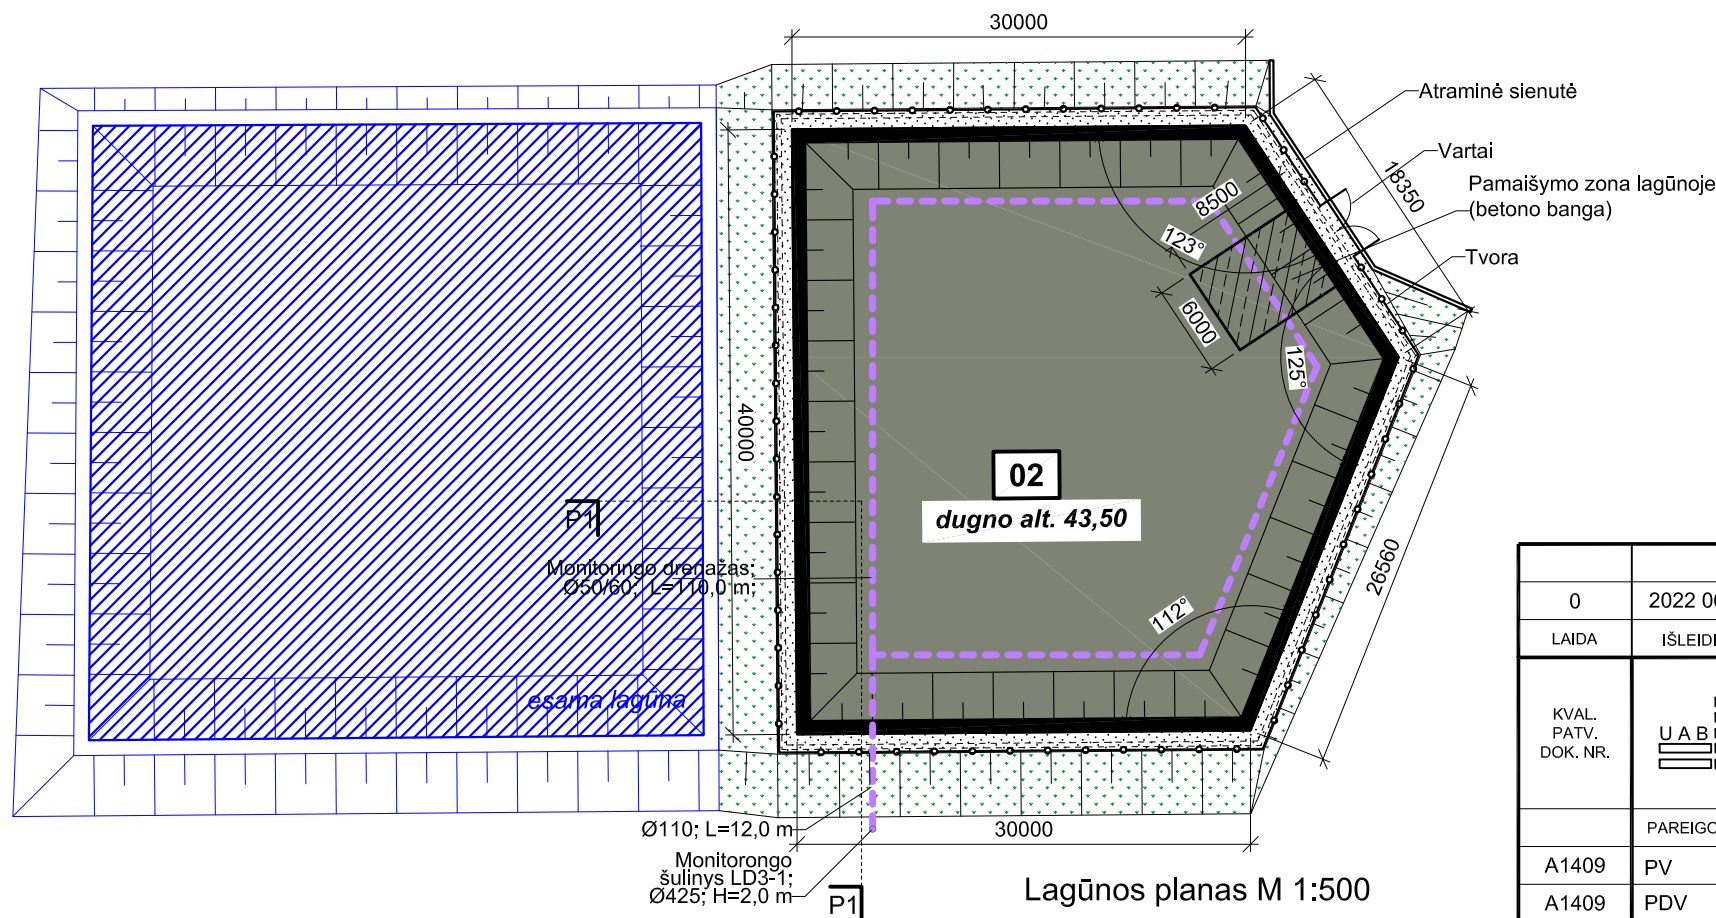 30000
Atraminė sienutė
Vartai
18350
Pamaišymo zona lagūnoje
(betono banga)
Tvora
8500
123°
6000
125°
40000
02
dugno alt. 43,50
P1
Monitoringo drenažas;
Ø50/60; L=110,0 m;
112°
26560
esama lagūna
Ø110; L=12,0 m
30000
Monitorongo
šulinys LD3-1;
Ø425; H=2,0 m
P1
Lagūnos planas M 1:500
0
2022
LAIDA
KVAL.
PATV.
DOK. NR.
UAB
A1409
PV
A1409
PDV